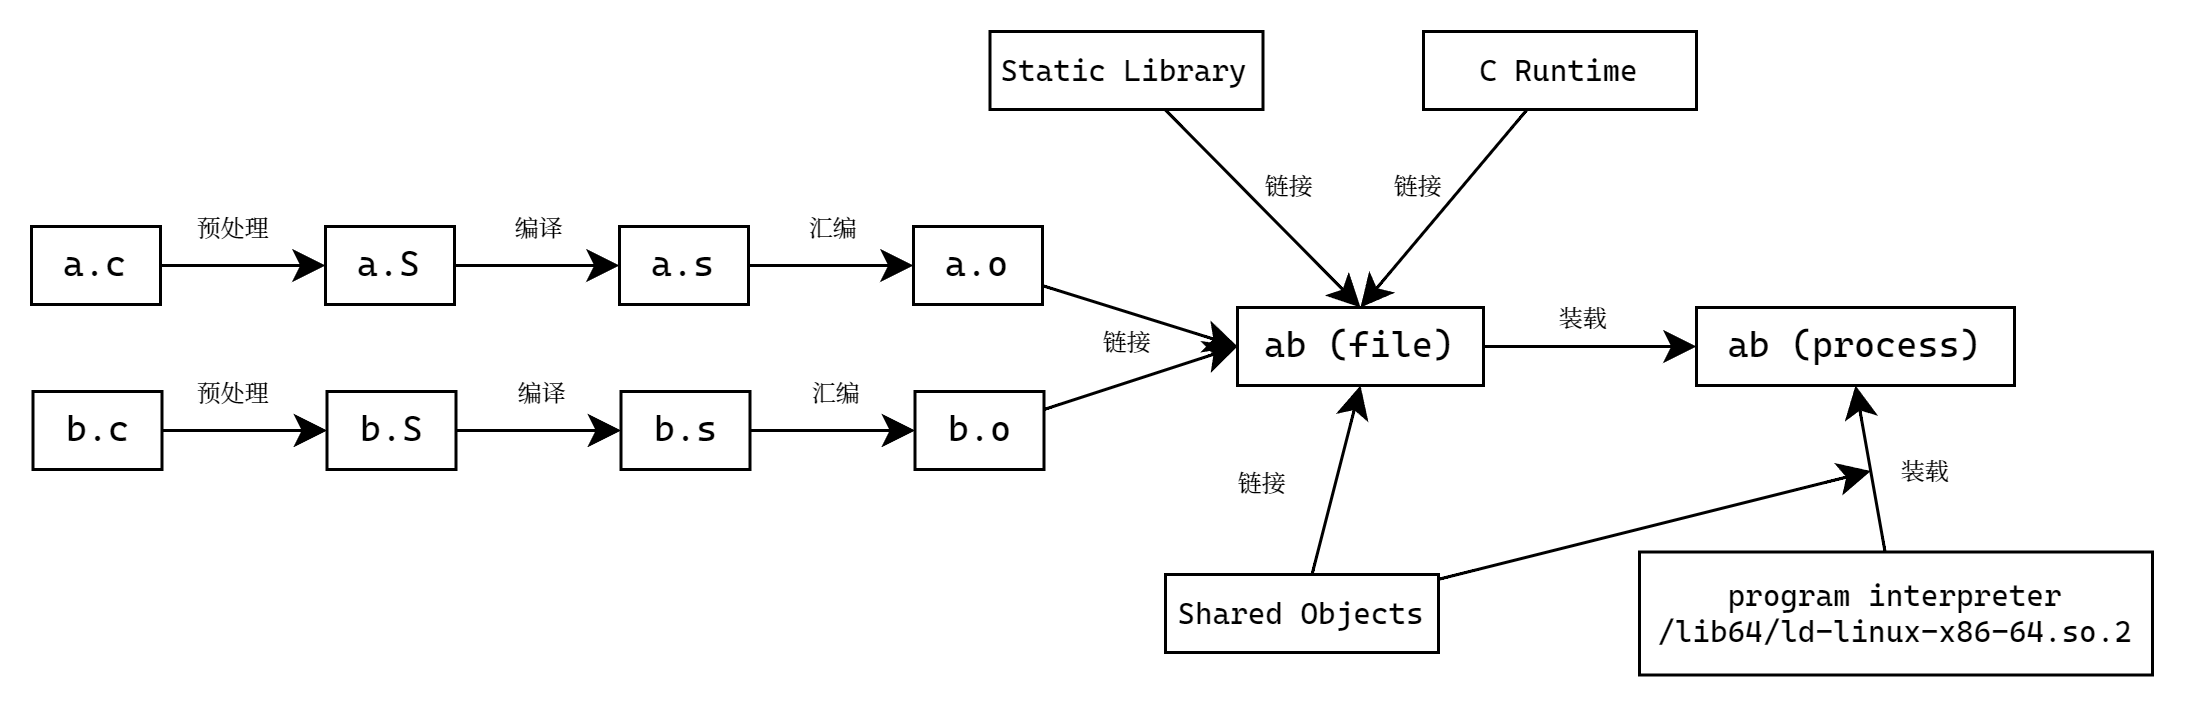 Static Library
C Runtime
链接
链接
预处理
编译
汇编
a.c
a.S
a.s
a.o
链接
ab (file)
装载
ab (process)
预处理
编译
汇编
b.c
b.S
b.s
b.o
链接
装载
Shared Objects
program interpreter
/lib64/ld-linux-x86-64.so.2